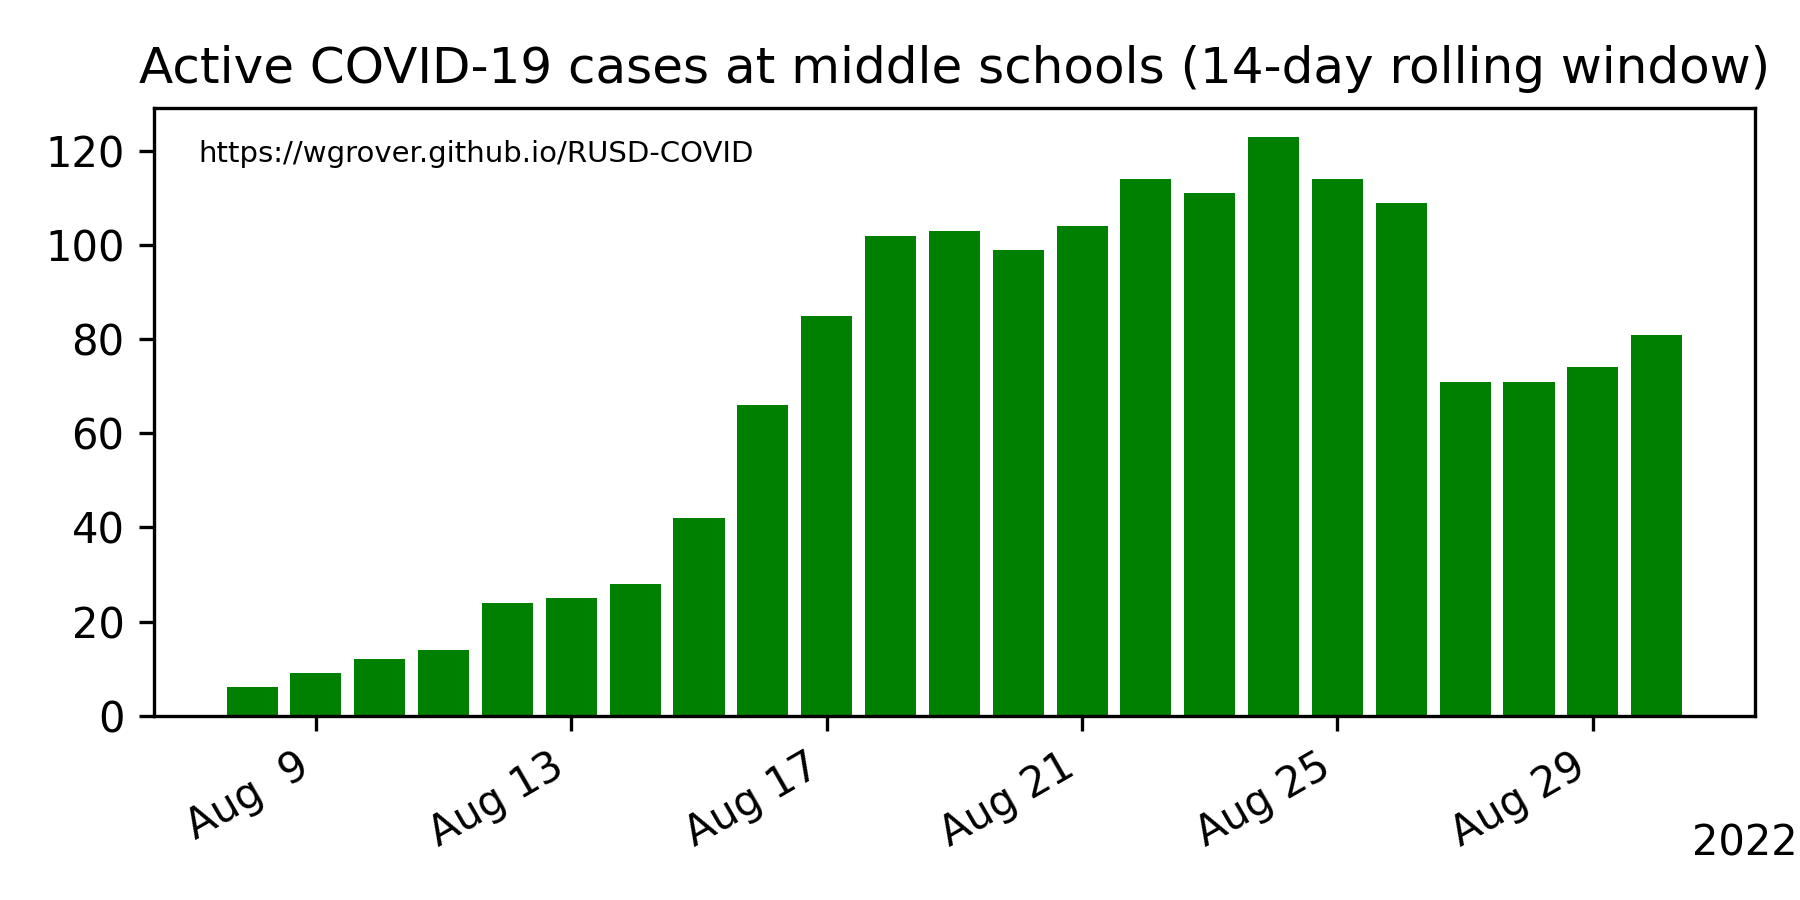 Active COVID-19 cases at middle schools (14-day rolling window)
https://wgrover.github.io/RUSD-COVID
120
100
80
60
40
20
0
Aug 9
Aug 13
Aug 17
Aug 21
Aug 25
Aug 29
2022